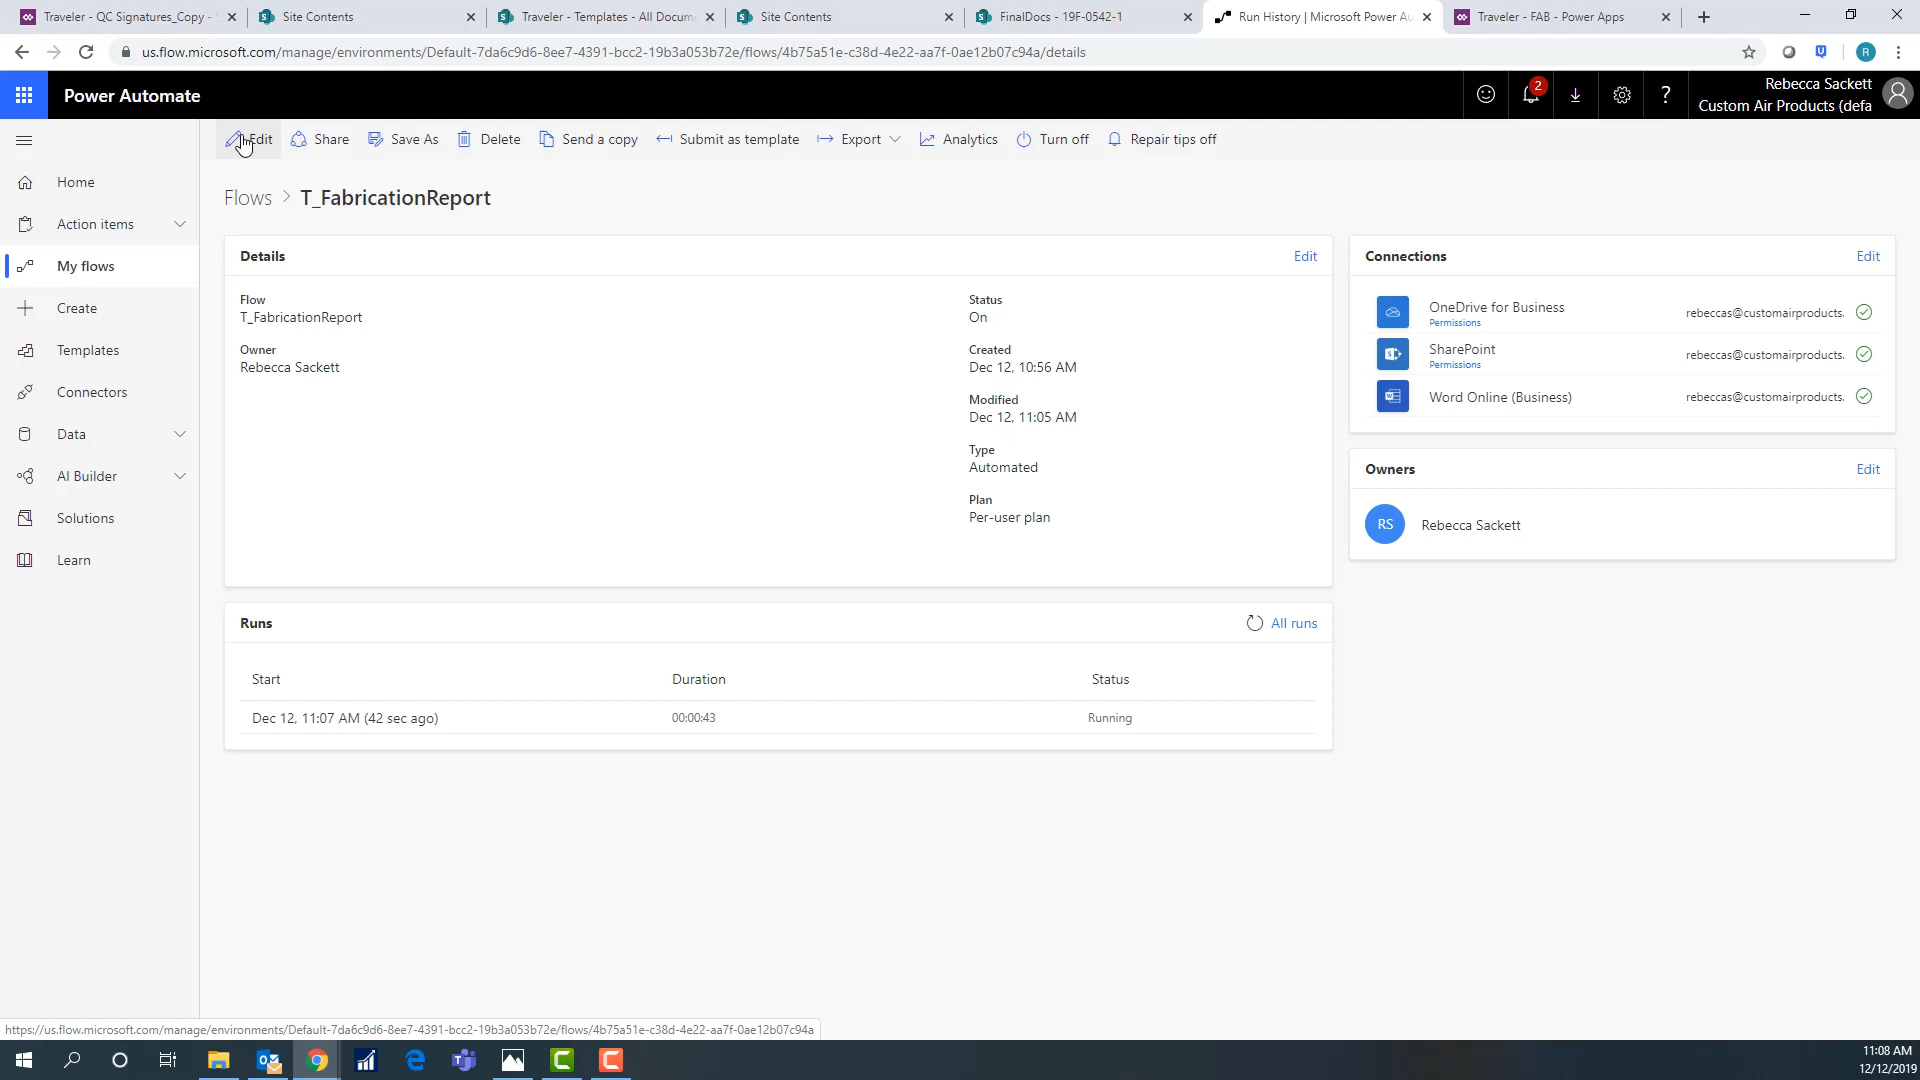 Traveler - QC Signatures_Copy -
Site Contents
Traveler - Templates - All Docum
Site Contents
FinalDocs - 19F-0542-1
Run History | Microsoft Power Au
Traveler - FAB - Power Apps
us.flow.microsoft.com/manage/environments/Default-7da6c9d6-8ee7-4391-bcc2-19b3a053b72e/flows/4b75a51e-c38d-4e22-aa7f-0ae12b07c94a/details
R
Power Automate
2
?
Rebecca Sackett
Custom Air Products (defa
Edit
Share
Save As
Delete
Send a copy
Submit as template
Export
Analytics
Turn off
Repair tips off
Home
Action items
My flows
Create
Templates
Connectors
Data
AI Builder
Solutions
Learn
Flows > T_FabricationReport
Details
Edit
Flow
T_FabricationReport
Owner
Rebecca Sackett
Status
On
Created
Dec 12, 10:56 AM
Modified
Dec 12, 11:05 AM
Type
Automated
Plan
Per-user plan
Connections
Edit
OneDrive for Business
Permissions
rebeccas@customairproducts.
SharePoint
Permissions
rebeccas@customairproducts.
Word Online (Business)
rebeccas@customairproducts.
Owners
Edit
RS
Rebecca Sackett
Runs
All runs
Start
Duration
Status
Dec 12, 11:07 AM (42 sec ago)
00:00:43
Running
https://us.flow.microsoft.com/manage/environments/Default-7da6c9d6-8ee7-4391-bcc2-19b3a053b72e/flows/4b75a51e-c38d-4e22-aa7f-0ae12b07c94a
11:08 AM
12/12/2019